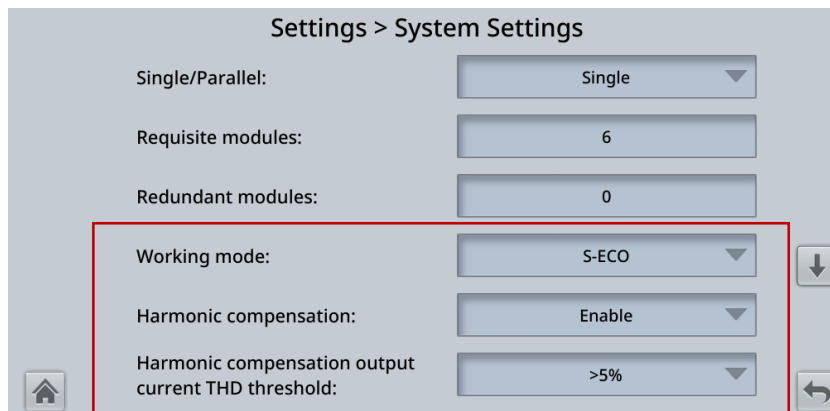 Settings > System Settings
Single/Parallel:
Single
Requisite modules:
6
Redundant modules:
0
Working mode:
S-ECO
Harmonic compensation:
Enable
Harmonic compensation output
current THD threshold:
>5%